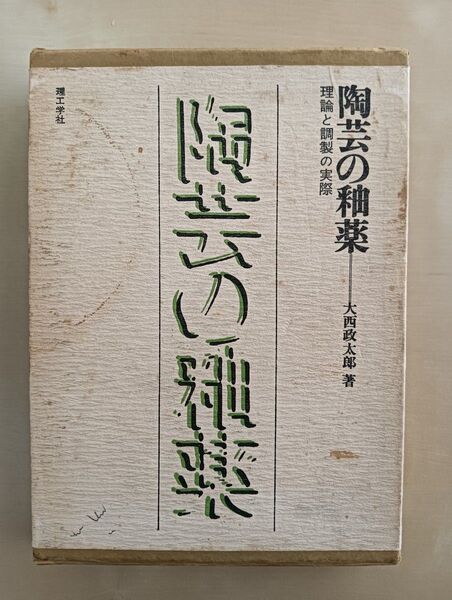 陶芸の釉薬
理論と調製の実際
大西政太郎 著
陶芸の釉薬
理工学社